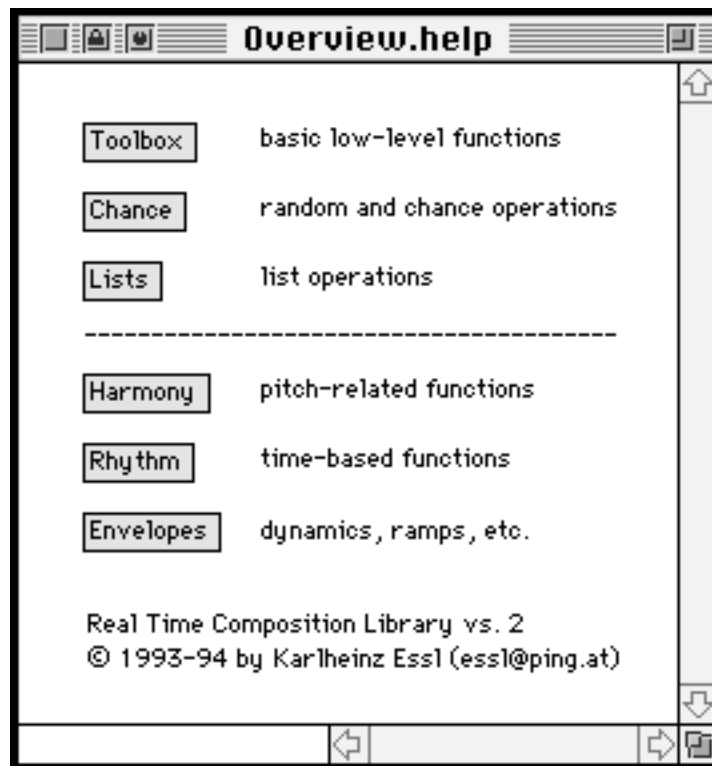 Overview.help
Toolbox basic low-level functions
Chance random and chance operations
Lists list operations
----------------------------------------
Harmony pitch-related functions
Rhythm time-based functions
Envelopes dynamics, ramps, etc.
Real Time Composition Library vs. 2
© 1993-94 by Karlheinz Essl (essl@ping.at)